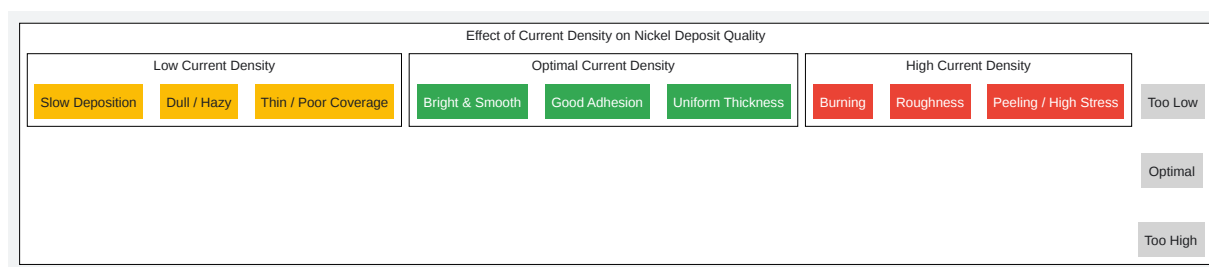 Effect of Current Density on Nickel Deposit Quality
Low Current Density
Slow Deposition
Dull / Hazy
Thin / Poor Coverage
Optimal Current Density
Bright & Smooth
Good Adhesion
Uniform Thickness
High Current Density
Burning
Roughness
Peeling / High Stress
Too Low
Optimal
Too High